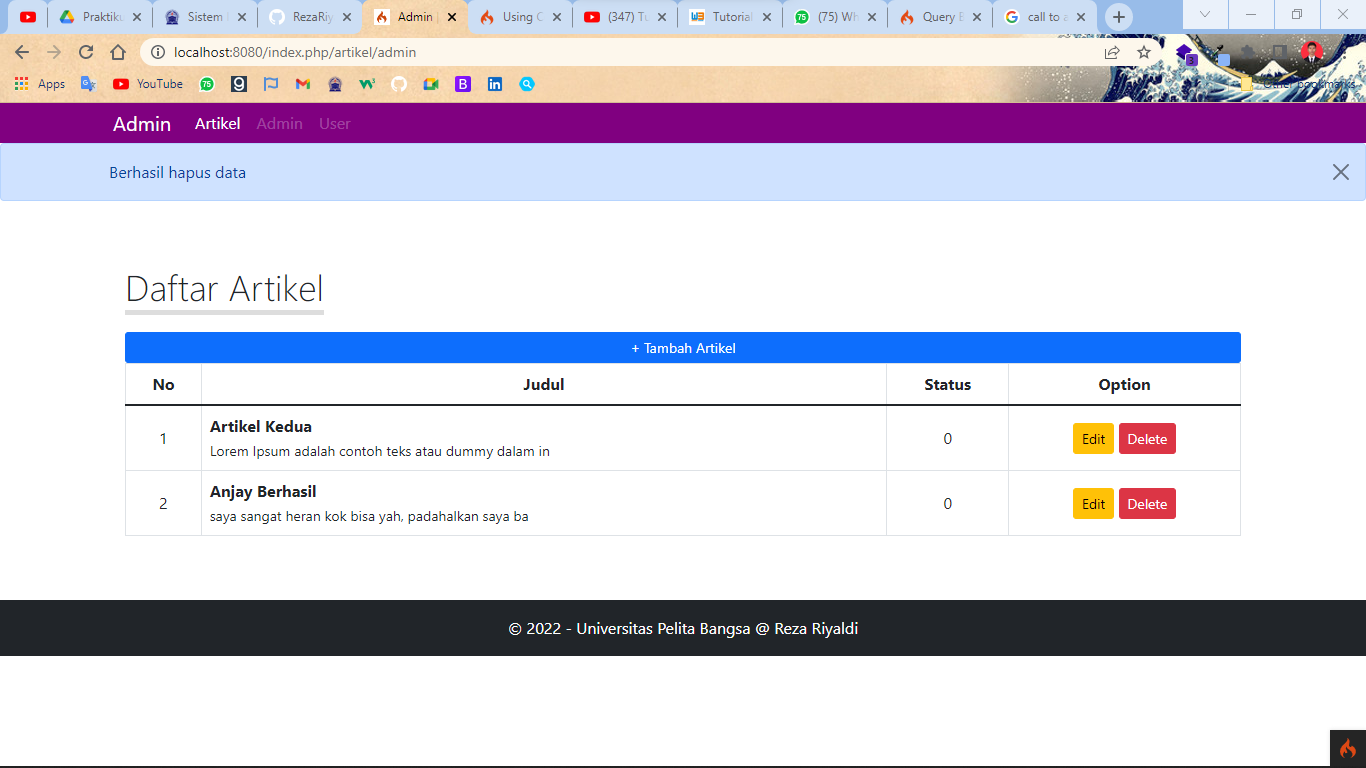 Praktiku
Sistem
RezaRiy
Admin
Using C
(347) Tu
Tutorial
(75) Wh
Query B
call to a
localhost:8080/index.php/artikel/admin
3
Apps
YouTube
Other bookmarks
Admin Artikel Admin User
Berhasil hapus data
Daftar Artikel
+ Tambah Artikel
No Judul Status Option
1 Artikel Kedua 0 Edit Delete
Lorem Ipsum adalah contoh teks atau dummy dalam in
2 Anjay Berhasil 0 Edit Delete
saya sangat heran kok bisa yah, padahalkan saya ba
© 2022 - Universitas Pelita Bangsa @ Reza Riyaldi